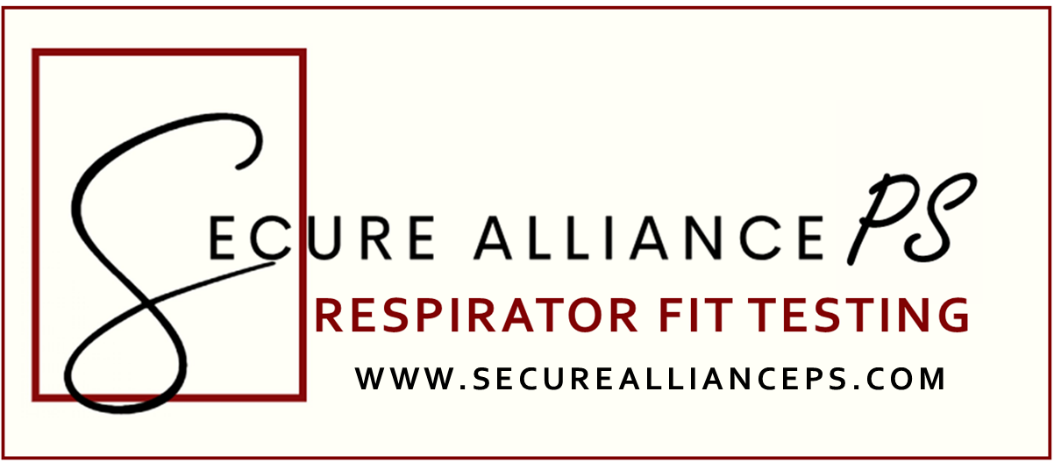 SECURE ALLIANCE PS
RESPIRATOR FIT TESTING
WWW.SECUREALLIANCEPS.COM